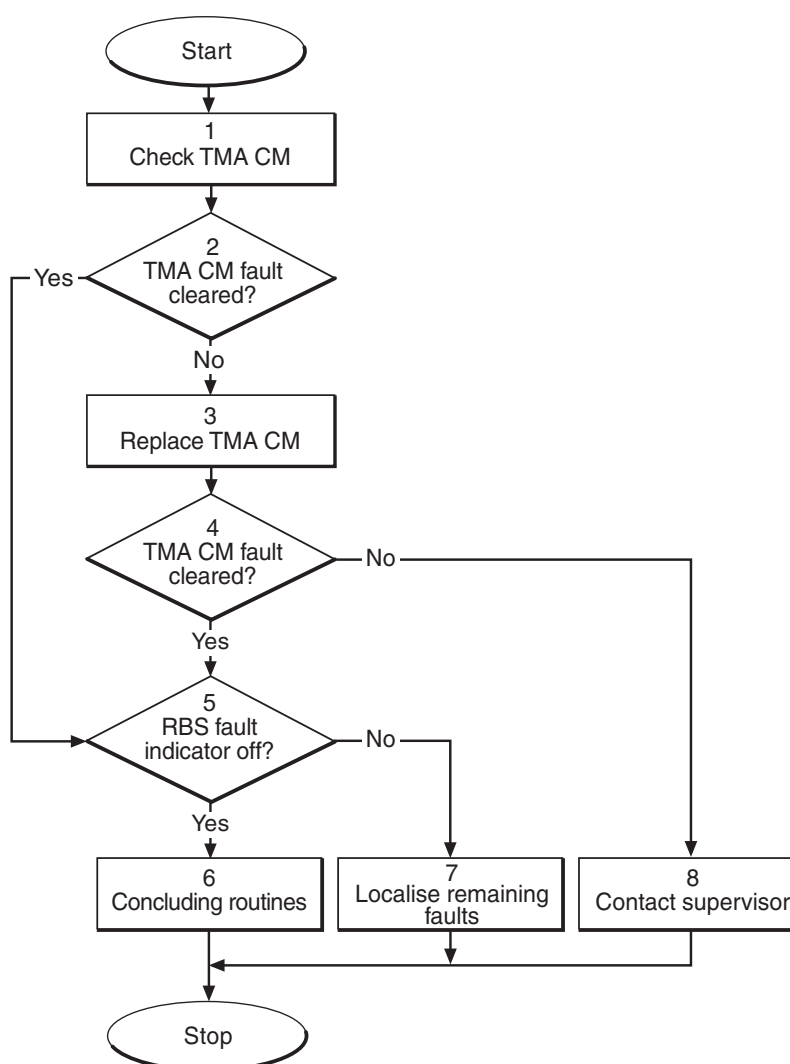 Start
1
Check TMA CM
2
TMA CM fault
cleared?
Yes
No
3
Replace TMA CM
4
TMA CM fault
cleared?
No
Yes
5
RBS fault
indicator off?
No
Yes
6
Concluding routines
7
Localise remaining
faults
8
Contact supervisor
Stop